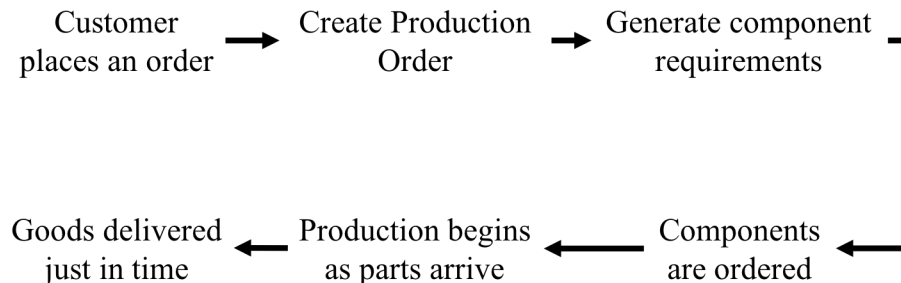 Customer
places an order
Create Production
Order
Generate component
requirements
Components
are ordered
Production begins
as parts arrive
Goods delivered
just in time